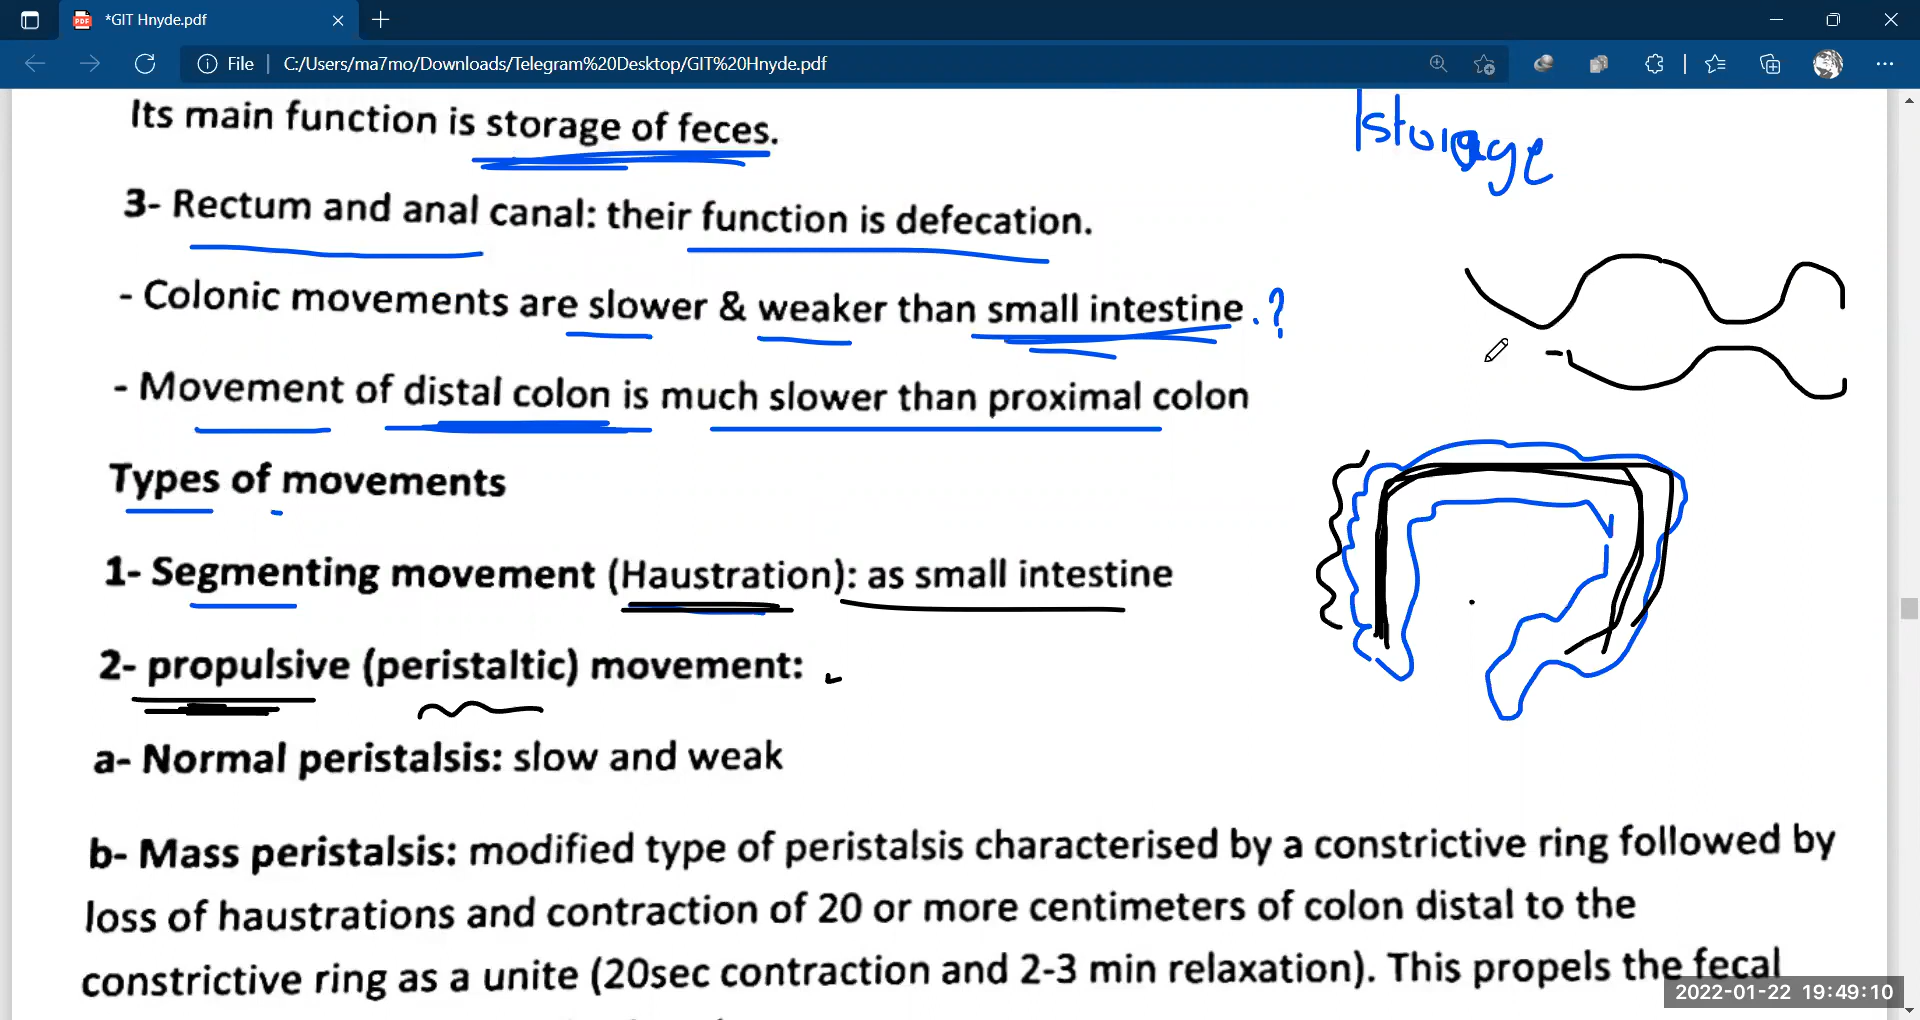 *GIT Hnyde.pdf
File
C:/Users/ma7mo/Downloads/Telegram%20Desktop/GIT%20Hnyde.pdf
Its main function is storage of feces.
storage
3- Rectum and anal canal: their function is defecation.
- Colonic movements are slower & weaker than small intestine.?
- Movement of distal colon is much slower than proximal colon
Types of movements
1- Segmenting movement (Haustration): as small intestine
2- propulsive (peristaltic) movement:
a- Normal peristalsis: slow and weak
b- Mass peristalsis: modified type of peristalsis characterised by a constrictive ring followed by
loss of haustrations and contraction of 20 or more centimeters of colon distal to the
constrictive ring as a unite (20sec contraction and 2-3 min relaxation). This propels the fecal
2022-01-22 19:49:10